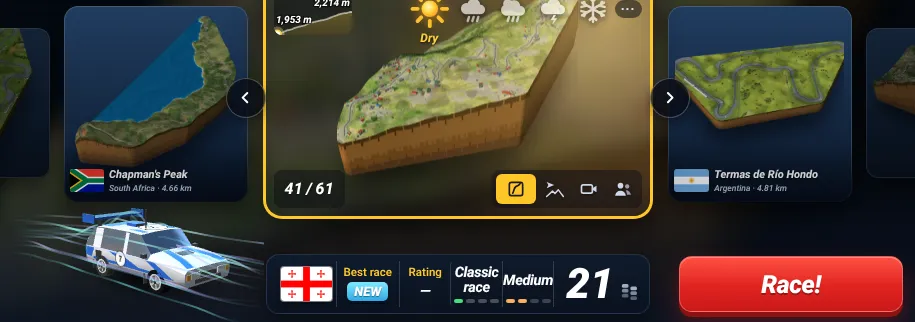 2,214 m
1,953 m
Dry
Chapman's Peak
South Africa · 4.66 km
41 / 61
Termas de Río Hondo
Argentina · 4.81 km
7
Best race
NEW
Rating
–
Classic race
Medium
21
Race!